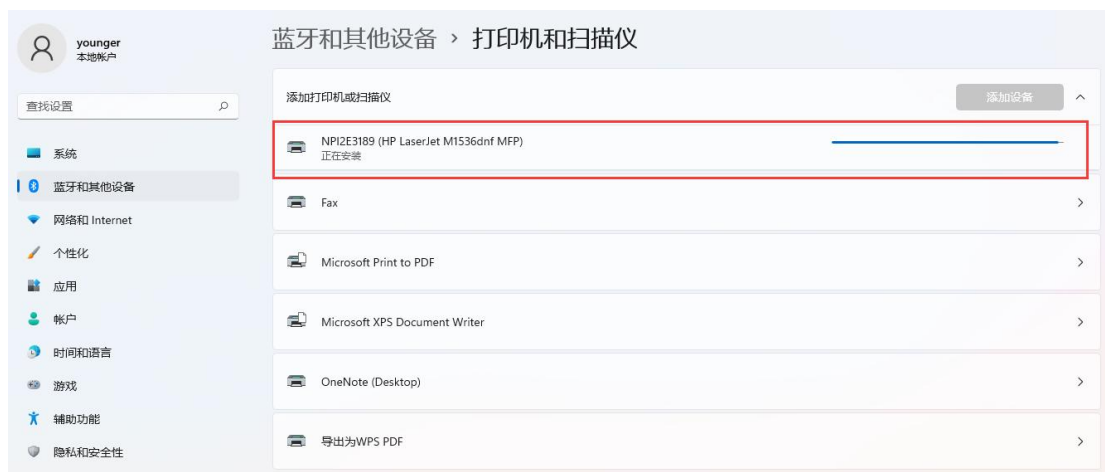 younger
本地帐户
查找设置
系统
蓝牙和其他设备
网络和 Internet
个性化
应用
帐户
时间和语言
游戏
辅助功能
隐私和安全性
蓝牙和其他设备 › 打印机和扫描仪
添加打印机或扫描仪
添加设备
NPI2E3189 (HP LaserJet M1536dnf MFP)
正在安装
Fax
Microsoft Print to PDF
Microsoft XPS Document Writer
OneNote (Desktop)
导出为WPS PDF